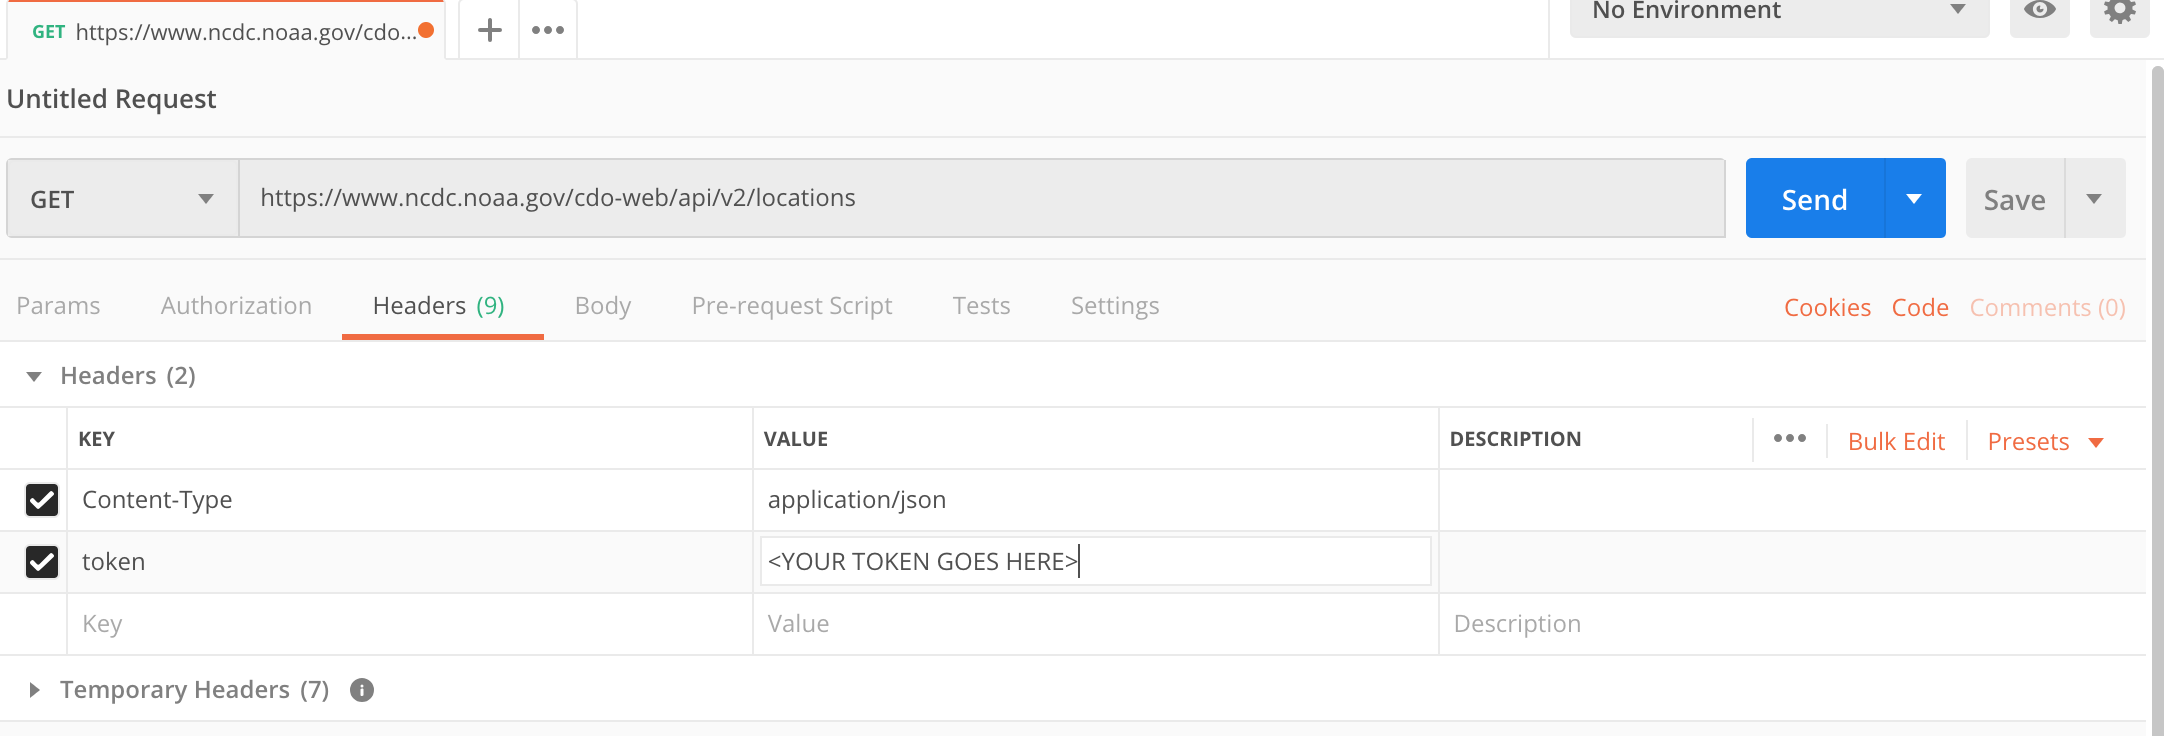 GET https://www.ncdc.noaa.gov/cdo...
No Environment
Untitled Request
GET https://www.ncdc.noaa.gov/cdo-web/api/v2/locations Send Save
Params Authorization Headers (9) Body Pre-request Script Tests Settings Cookies Code Comments (0)
Headers (2)
KEY VALUE DESCRIPTION Bulk Edit Presets
Content-Type application/json
token <YOUR TOKEN GOES HERE>
Key Value Description
Temporary Headers (7)